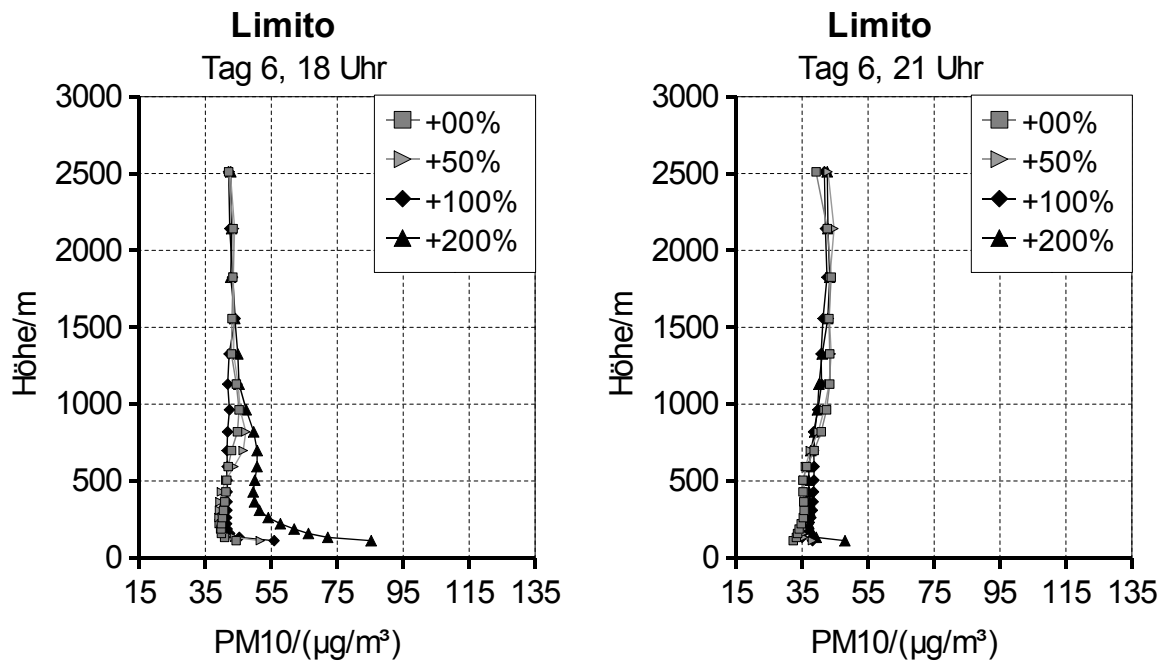 Limito
Tag 6, 18 Uhr
3000
2500
2000
1500
1000
500
0
Höhe/m
15 35 55 75 95 115 135
PM10/(µg/m³)
+00%
+50%
+100%
+200%
Limito
Tag 6, 21 Uhr
3000
2500
2000
1500
1000
500
0
Höhe/m
15 35 55 75 95 115 135
PM10/(µg/m³)
+00%
+50%
+100%
+200%